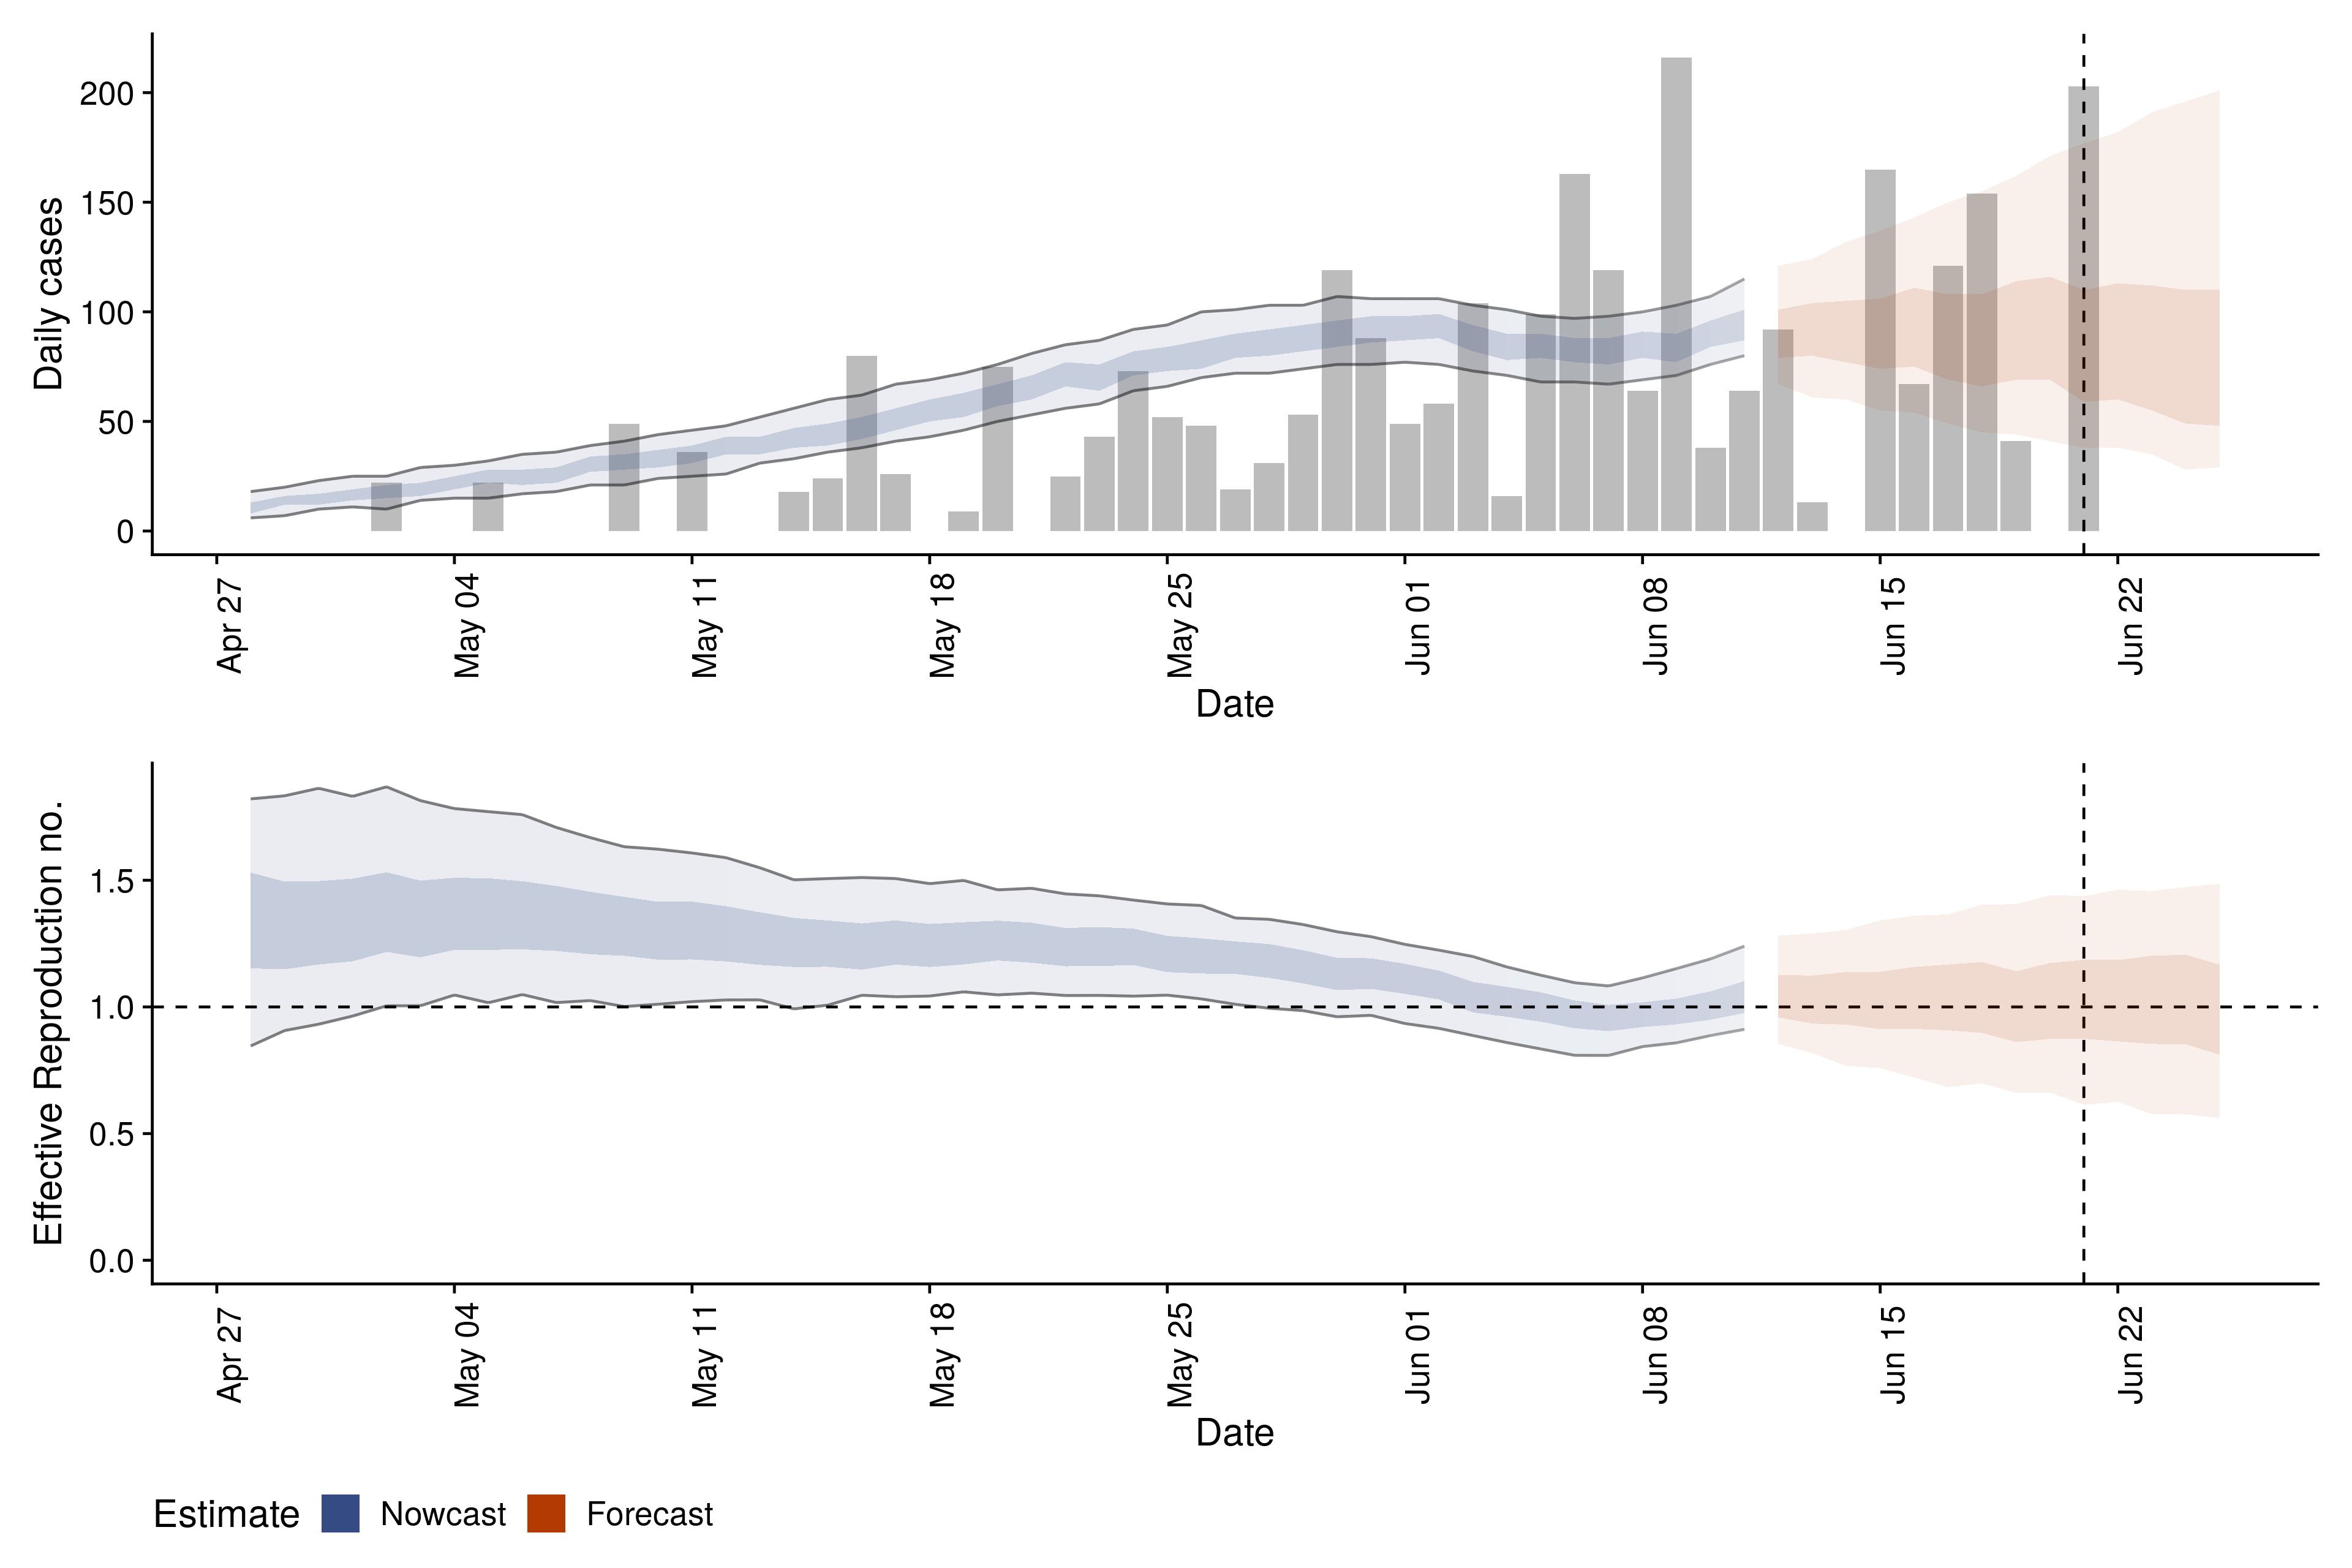 Daily cases
200
150
100
50
0
Apr 27
May 04
May 11
May 18
May 25
Jun 01
Jun 08
Jun 15
Jun 22
Date
Effective Reproduction no.
1.5
1.0
0.5
0.0
Apr 27
May 04
May 11
May 18
May 25
Jun 01
Jun 08
Jun 15
Jun 22
Date
Estimate Nowcast Forecast